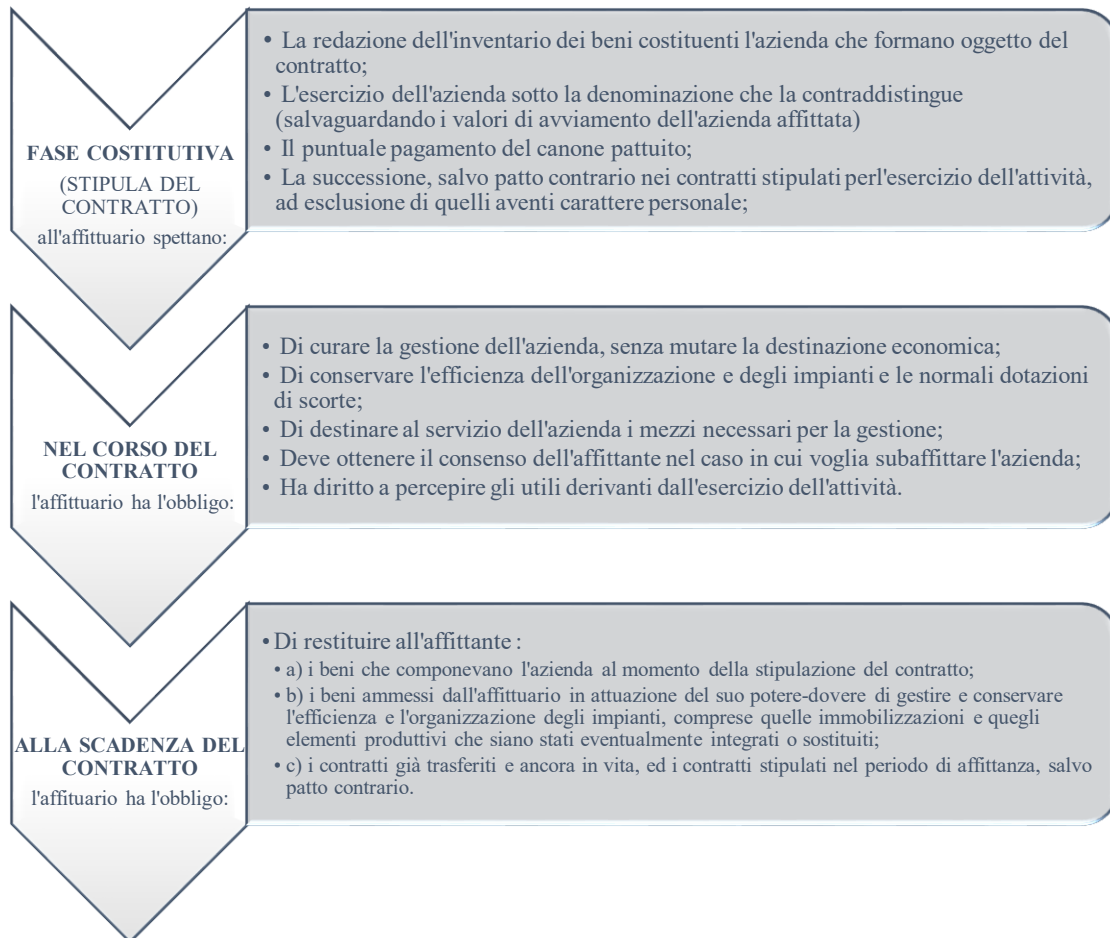 FASE COSTITUTIVA
(STIPULA DEL
CONTRATTO)
all'affittuario spettano:
• La redazione dell'inventario dei beni costituenti l'azienda che formano oggetto del
contratto;
• L'esercizio dell'azienda sotto la denominazione che la contraddistingue
(salvaguardando i valori di avviamento dell'azienda affittata)
• Il puntuale pagamento del canone pattuito;
• La successione, salvo patto contrario nei contratti stipulati perl'esercizio dell'attività,
ad esclusione di quelli aventi carattere personale;
NEL CORSO DEL
CONTRATTO
l'affittuario ha l'obbligo:
• Di curare la gestione dell'azienda, senza mutare la destinazione economica;
• Di conservare l'efficienza dell'organizzazione e degli impianti e le normali dotazioni
di scorte;
• Di destinare al servizio dell'azienda i mezzi necessari per la gestione;
• Deve ottenere il consenso dell'affittante nel caso in cui voglia subaffittare l'azienda;
• Ha diritto a percepire gli utili derivanti dall'esercizio dell'attività.
ALLA SCADENZA DEL
CONTRATTO
l'affituario ha l'obbligo:
• Di restituire all'affittante :
• a) i beni che componevano l'azienda al momento della stipulazione del contratto;
• b) i beni ammessi dall'affittuario in attuazione del suo potere-dovere di gestire e conservare
l'efficienza e l'organizzazione degli impianti, comprese quelle immobilizzazioni e quegli
elementi produttivi che siano stati eventualmente integrati o sostituiti;
• c) i contratti già trasferiti e ancora in vita, ed i contratti stipulati nel periodo di affittanza, salvo
patto contrario.